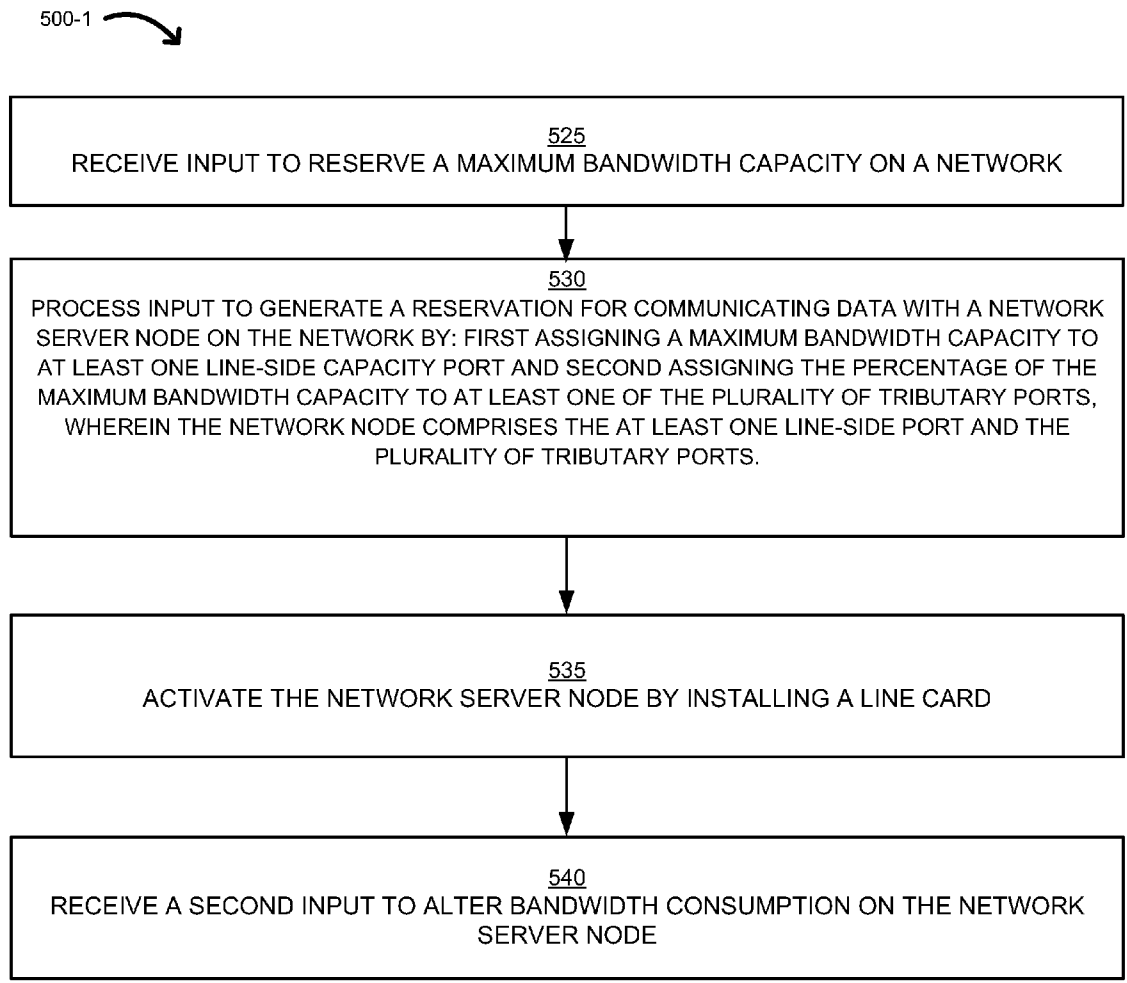 500-1
525
RECEIVE INPUT TO RESERVE A MAXIMUM BANDWIDTH CAPACITY ON A NETWORK
530
PROCESS INPUT TO GENERATE A RESERVATION FOR COMMUNICATING DATA WITH A NETWORK
SERVER NODE ON THE NETWORK BY: FIRST ASSIGNING A MAXIMUM BANDWIDTH CAPACITY TO
AT LEAST ONE LINE-SIDE CAPACITY PORT AND SECOND ASSIGNING THE PERCENTAGE OF THE
MAXIMUM BANDWIDTH CAPACITY TO AT LEAST ONE OF THE PLURALITY OF TRIBUTARY PORTS,
WHEREIN THE NETWORK NODE COMPRISES THE AT LEAST ONE LINE-SIDE PORT AND THE
PLURALITY OF TRIBUTARY PORTS.
535
ACTIVATE THE NETWORK SERVER NODE BY INSTALLING A LINE CARD
540
RECEIVE A SECOND INPUT TO ALTER BANDWIDTH CONSUMPTION ON THE NETWORK
SERVER NODE